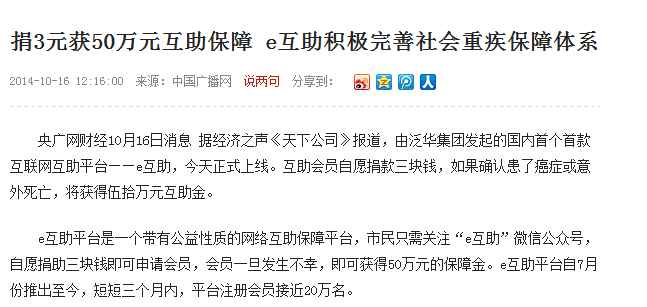 捐3元获50万元互助保障 e互助积极完善社会重疾保障体系
2014-10-16 12:16:00 来源：中国广播网 说两句 分享到：
央广网财经10月16日消息 据经济之声《天下公司》报道，由泛华集团发起的国内首个首款
互联网互助平台——e互助，今天正式上线。互助会员自愿捐款三块钱，如果确认患了癌症或意
外死亡，将获得伍拾万元互助金。
e互助平台是一个带有公益性质的网络互助保障平台，市民只需关注“e互助”微信公众号，
自愿捐助三块钱即可申请会员，会员一旦发生不幸，即可获得50万元的保障金。e互助平台自7月
份推出至今，短短三个月内，平台注册会员接近20万名。